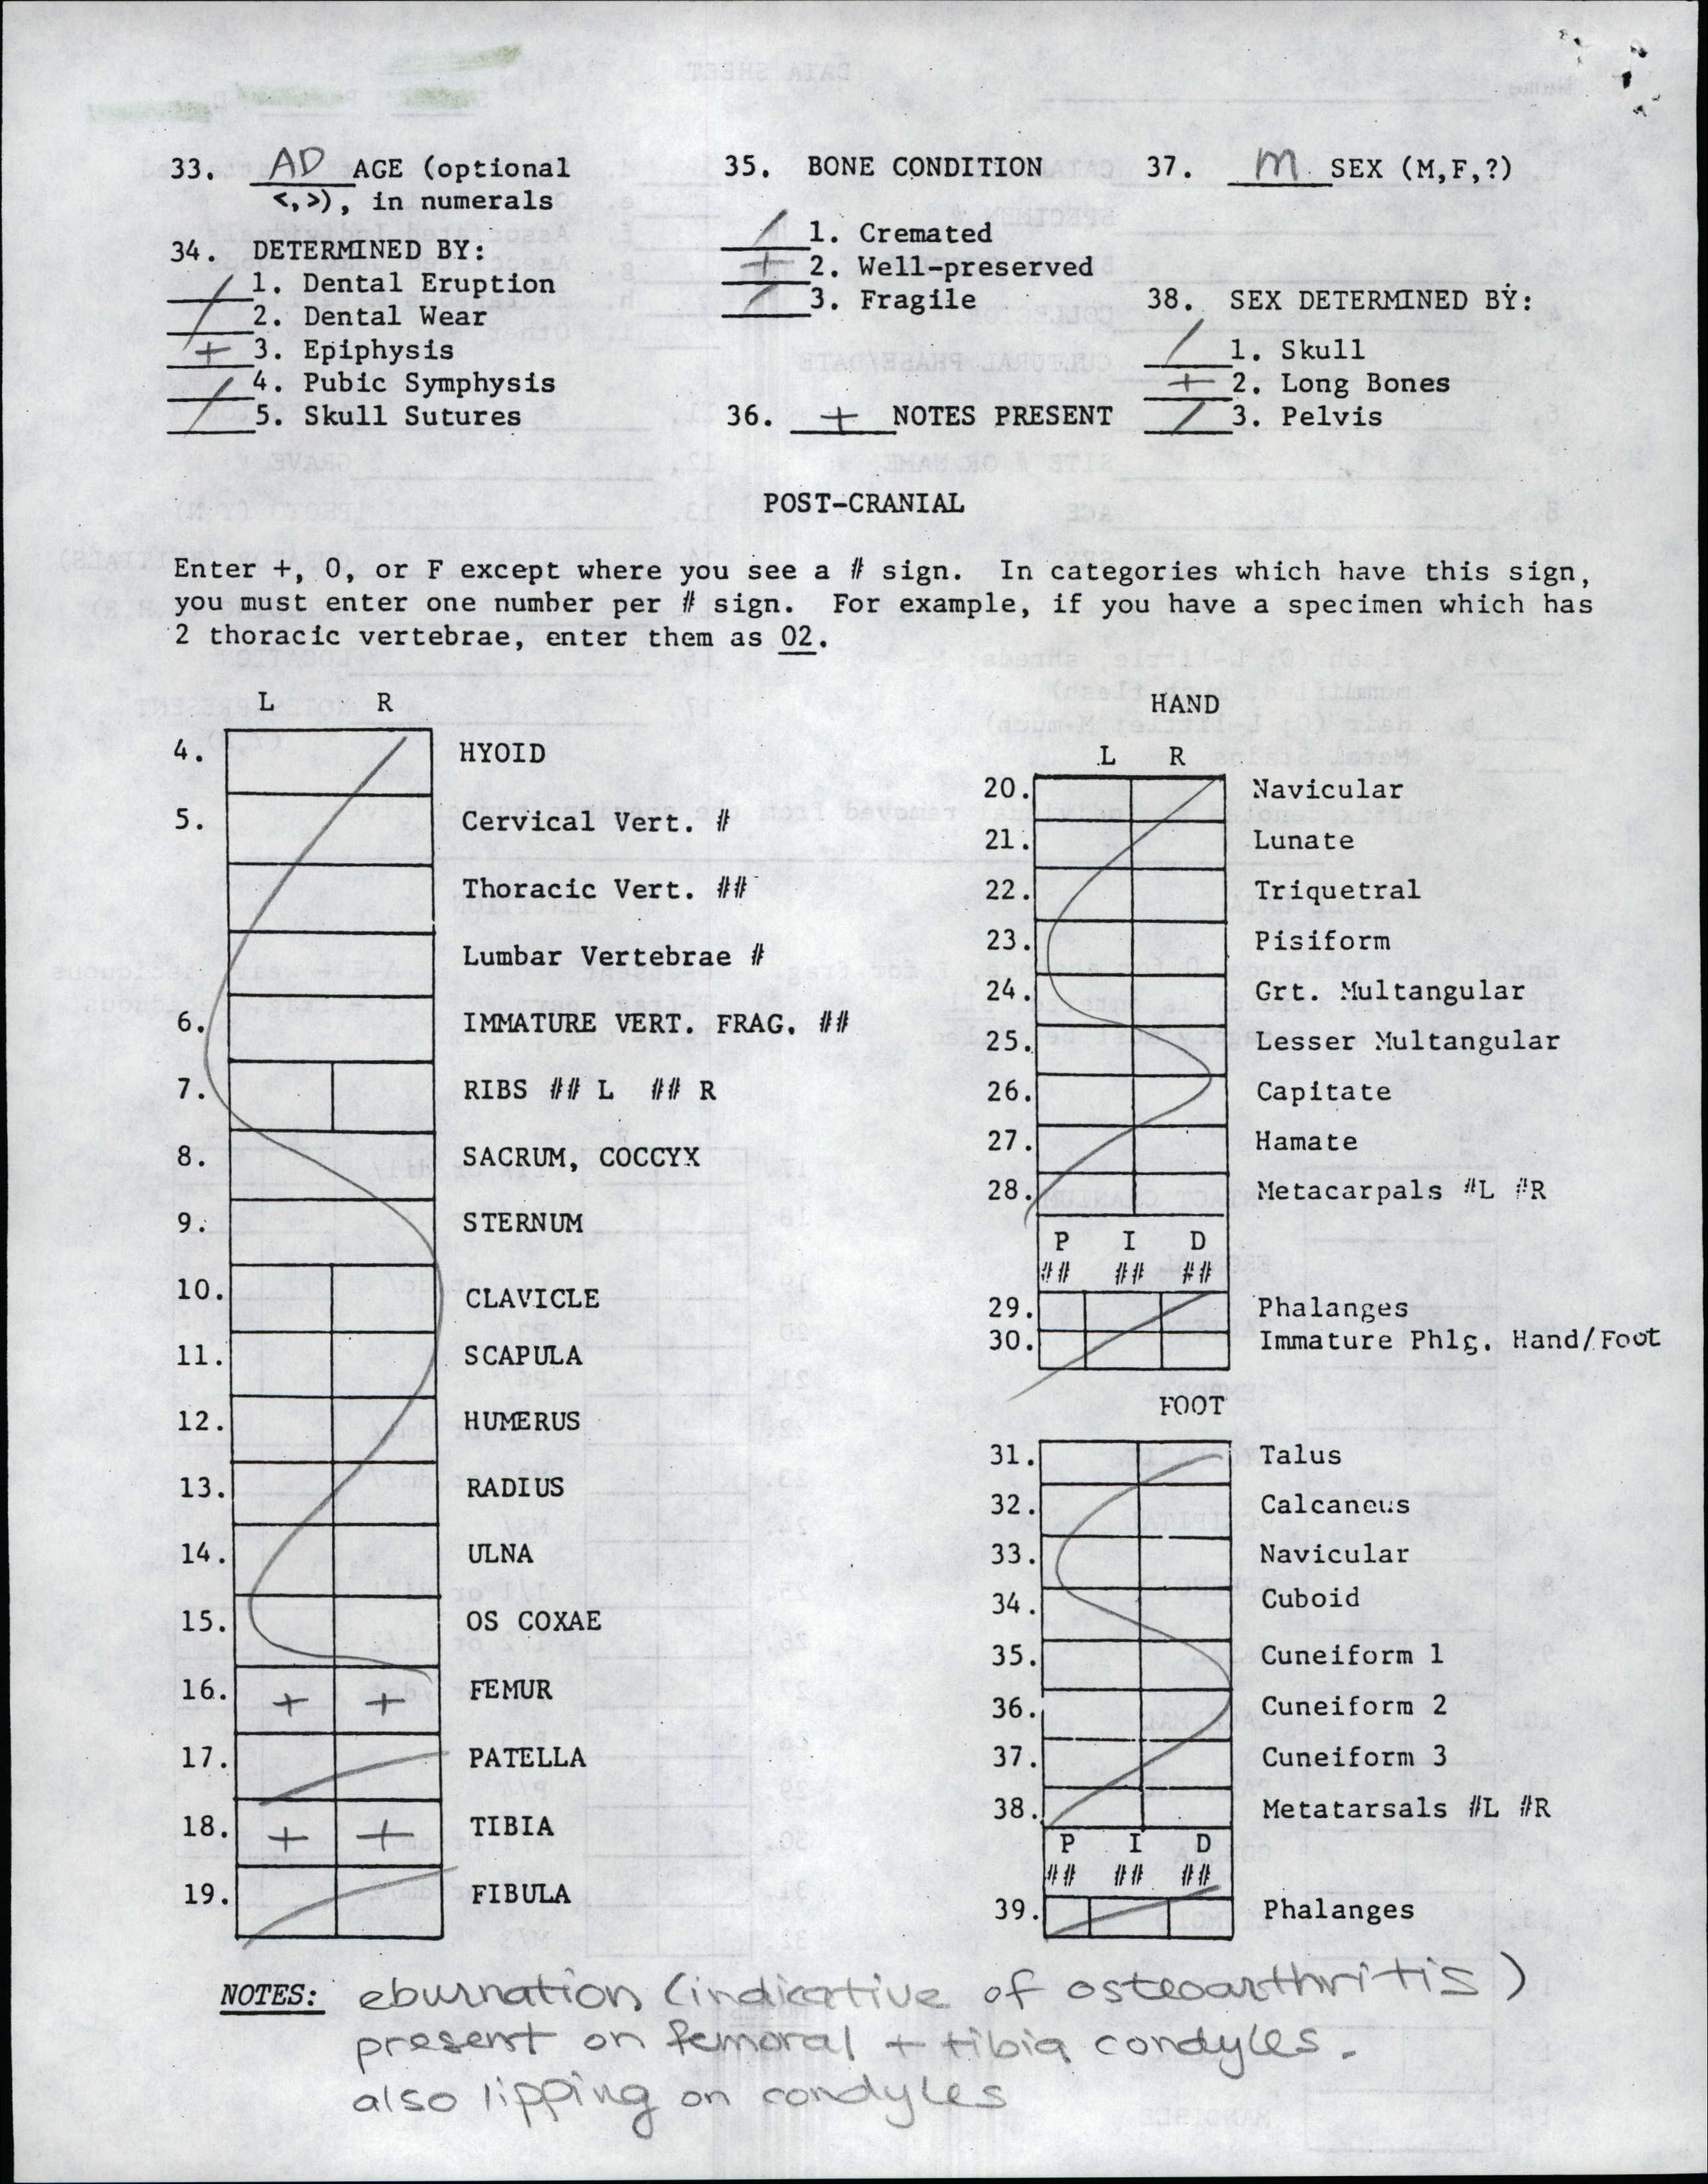 33. AD AGE (optional
<,>), in numerals
34. DETERMINED BY:
/ 1. Dental Eruption
2. Dental Wear
+ 3. Epiphysis
/ 4. Pubic Symphysis
5. Skull Sutures
35. BONE CONDITION
/ 1. Cremated
+ 2. Well-preserved
/ 3. Fragile
36. + NOTES PRESENT
37. M SEX (M,F,?)
38. SEX DETERMINED BY:
/ 1. Skull
+ 2. Long Bones
/ 3. Pelvis
POST-CRANIAL
Enter +, 0, or F except where you see a # sign. In categories which have this sign,
you must enter one number per # sign. For example, if you have a specimen which has
2 thoracic vertebrae, enter them as 02.
L R
4. HYOID
5. Cervical Vert. #
Thoracic Vert. ##
Lumbar Vertebrae #
6. IMMATURE VERT. FRAG. ##
7. RIBS ## L ## R
8. SACRUM, COCCYX
9. STERNUM
10. CLAVICLE
11. SCAPULA
12. HUMERUS
13. RADIUS
14. ULNA
15. OS COXAE
16. + + FEMUR
17. PATELLA
18. + + TIBIA
19. FIBULA
HAND
L R
20. Navicular
21. Lunate
22. Triquetral
23. Pisiform
24. Grt. Multangular
25. Lesser Multangular
26. Capitate
27. Hamate
28. Metacarpals #L #R
P I D
## ## ##
29. Phalanges
30. Immature Phlg. Hand/Foot
FOOT
31. Talus
32. Calcaneus
33. Navicular
34. Cuboid
35. Cuneiform 1
36. Cuneiform 2
37. Cuneiform 3
38. Metatarsals #L #R
P I D
## ## ##
39. Phalanges
NOTES: eburnation (indicative of osteoarthritis)
present on femoral + tibia condyles.
also lipping on condyles